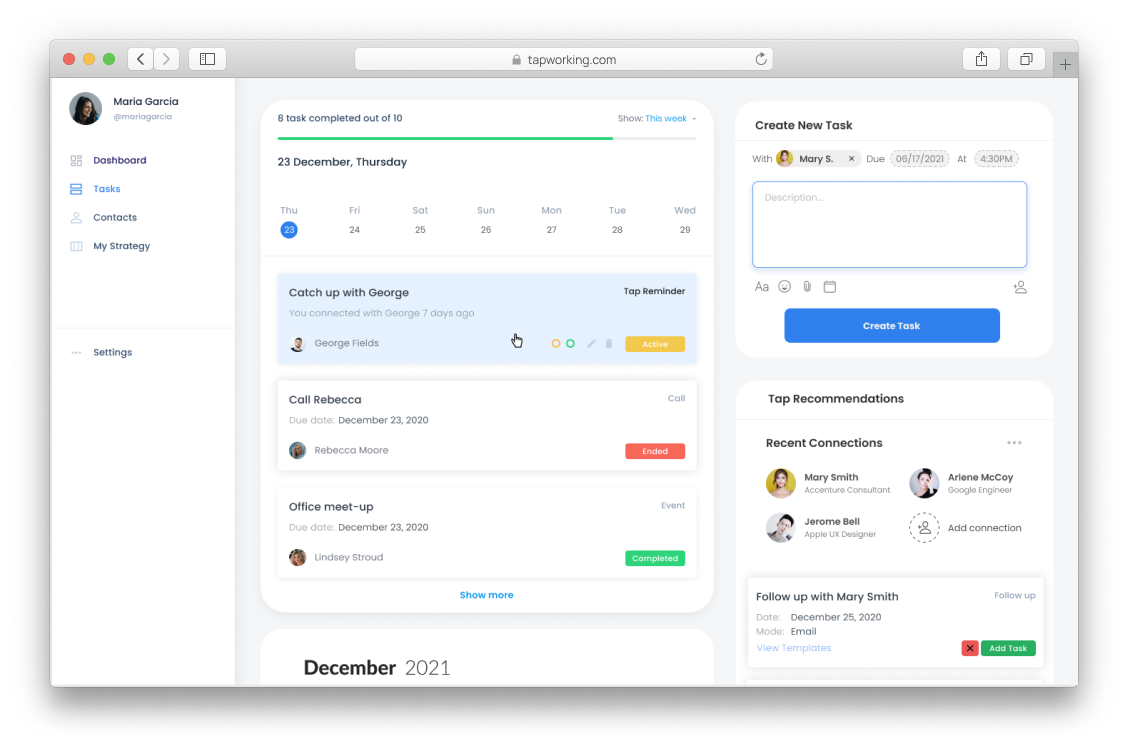 tapworking.com
Maria Garcia
@mariagarcia
Dashboard
Tasks
Contacts
My Strategy
Settings
8 task completed out of 10
Show: This week
23 December, Thursday
Thu Fri Sat Sun Mon Tue Wed
23 24 25 26 27 28 29
Catch up with George
Tap Reminder
You connected with George 7 days ago
George Fields
Active
Call Rebecca
Call
Due date: December 23, 2020
Rebecca Moore
Ended
Office meet-up
Event
Due date: December 23, 2020
Lindsey Stroud
Completed
Show more
December 2021
Create New Task
With Mary S. × Due 06/17/2021 At 4:30PM
Description...
Aa
Create Task
Tap Recommendations
Recent Connections
Mary Smith
Accenture Consultant
Arlene McCoy
Google Engineer
Jerome Bell
Apple UX Designer
Add connection
Follow up with Mary Smith
Follow up
Date: December 25, 2020
Mode: Email
View Templates
Add Task